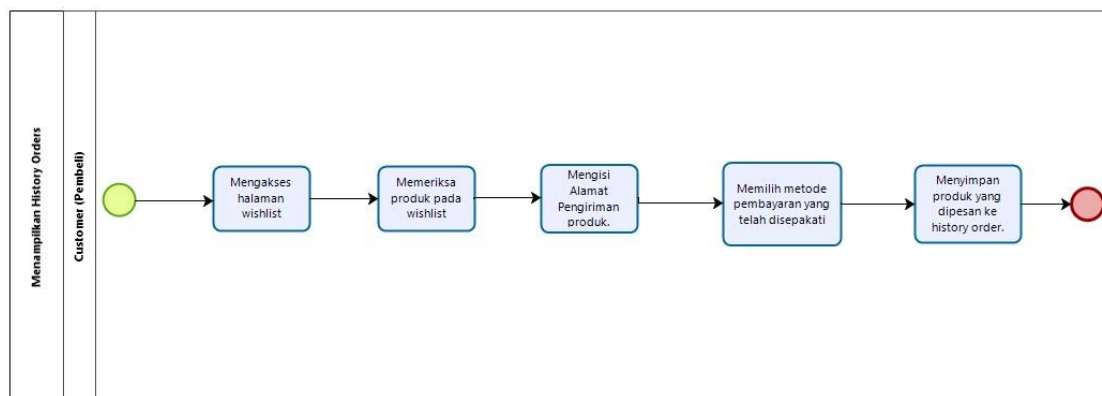 Menampilkan History Orders
Customer (Pembeli)
Mengakses
halaman
wishlist
Memeriksa
produk pada
wishlist
Mengisi
Alamat
Pengiriman
produk.
Memilih metode
pembayaran yang
telah disepakati
Menyimpan
produk yang
dipesan ke
history order.